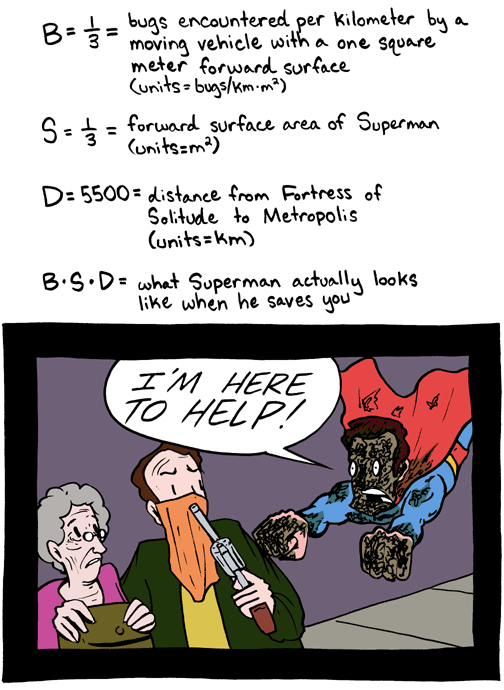 B = 1/3 = bugs encountered per kilometer by a
moving vehicle with a one square
meter forward surface
(units = bugs/km·m²)
S = 1/3 = forward surface area of Superman
(units=m²)
D = 5500 = distance from Fortress of
Solitude to Metropolis
(units=km)
B·S·D = what Superman actually looks
like when he saves you
I'M HERE
TO HELP!